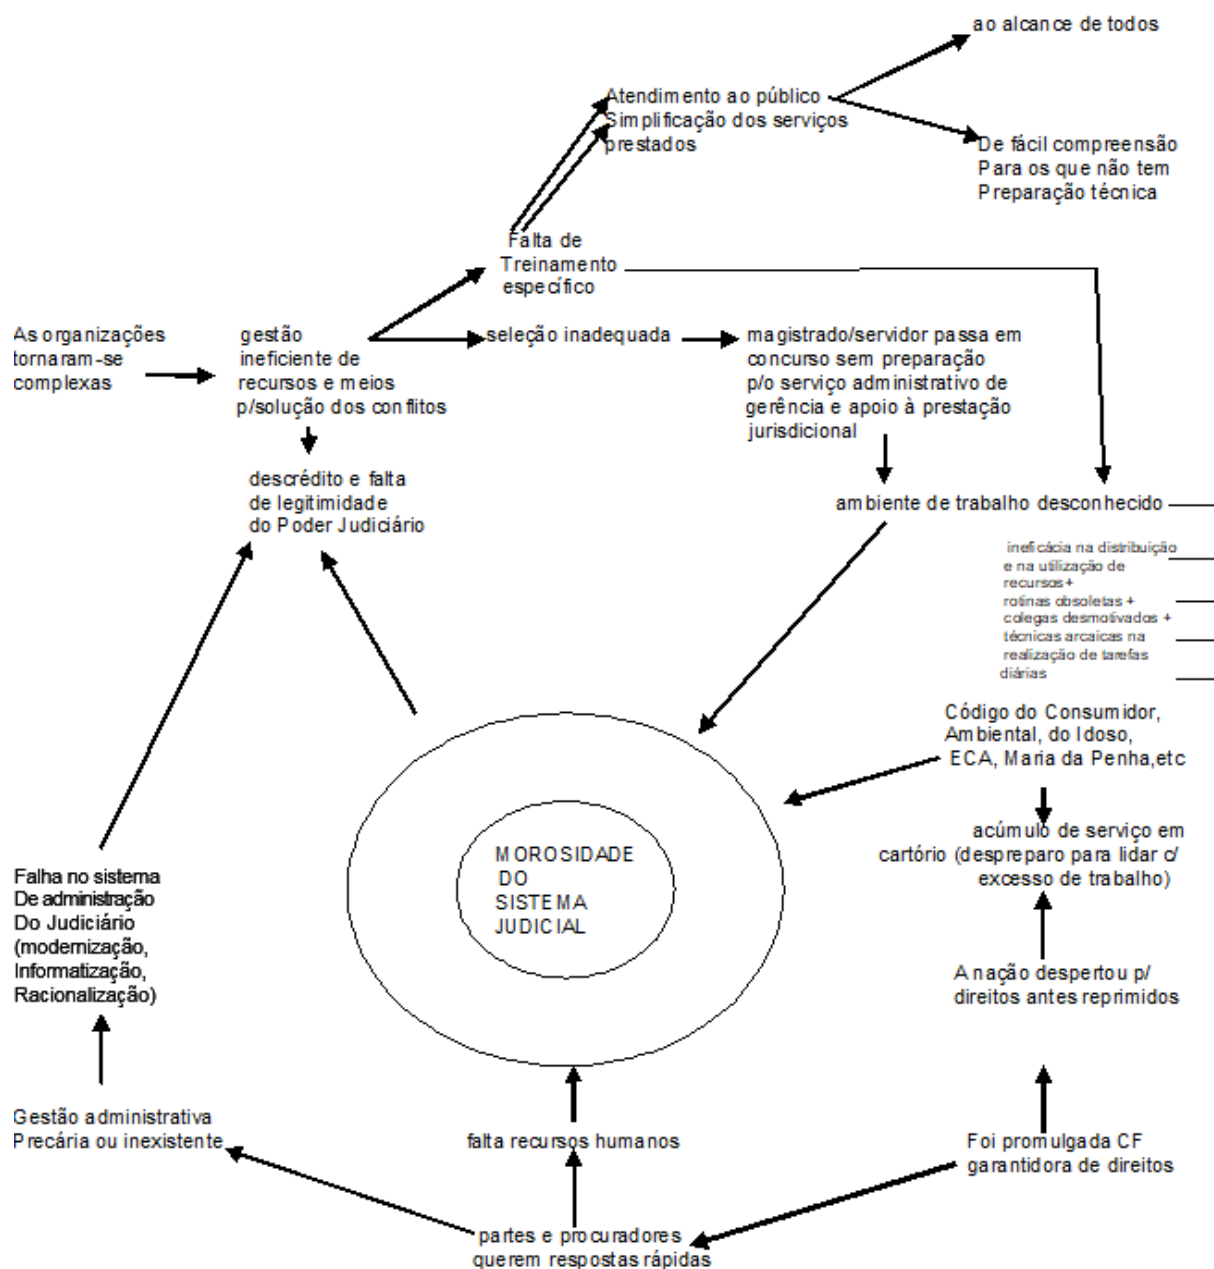 ao alcance de todos
Atendimento ao público
Simplificação dos serviços
prestados
De fácil compreensão
Para os que não tem
Preparação técnica
Falta de
Treinamento
específico
As organizações
tornaram-se
complexas
gestão
ineficiente de
recursos e meios
p/solução dos conflitos
seleção inadequada
magistrado/servidor passa em
concurso sem preparação
p/o serviço administrativo de
gerência e apoio à prestação
jurisdicional
descrédito e falta
de legitimidade
do Poder Judiciário
ambiente de trabalho desconhecido
ineficácia na distribuição
e na utilização de
recursos+
rotinas obsoletas +
colegas desmotivados +
técnicas arcaicas na
realização de tarefas
diárias
Código do Consumidor,
Ambiental, do Idoso,
ECA, Maria da Penha,etc
acúmulo de serviço em
cartório (despreparo para lidar c/
excesso de trabalho)
MOROSIDADE
DO
SISTEMA
JUDICIAL
Falha no sistema
De administração
Do Judiciário
(modernização,
Informatização,
Racionalização)
A nação despertou p/
direitos antes reprimidos
Gestão administrativa
Precária ou inexistente
falta recursos humanos
Foi promulgada CF
garantidora de direitos
partes e procuradores
querem respostas rápidas